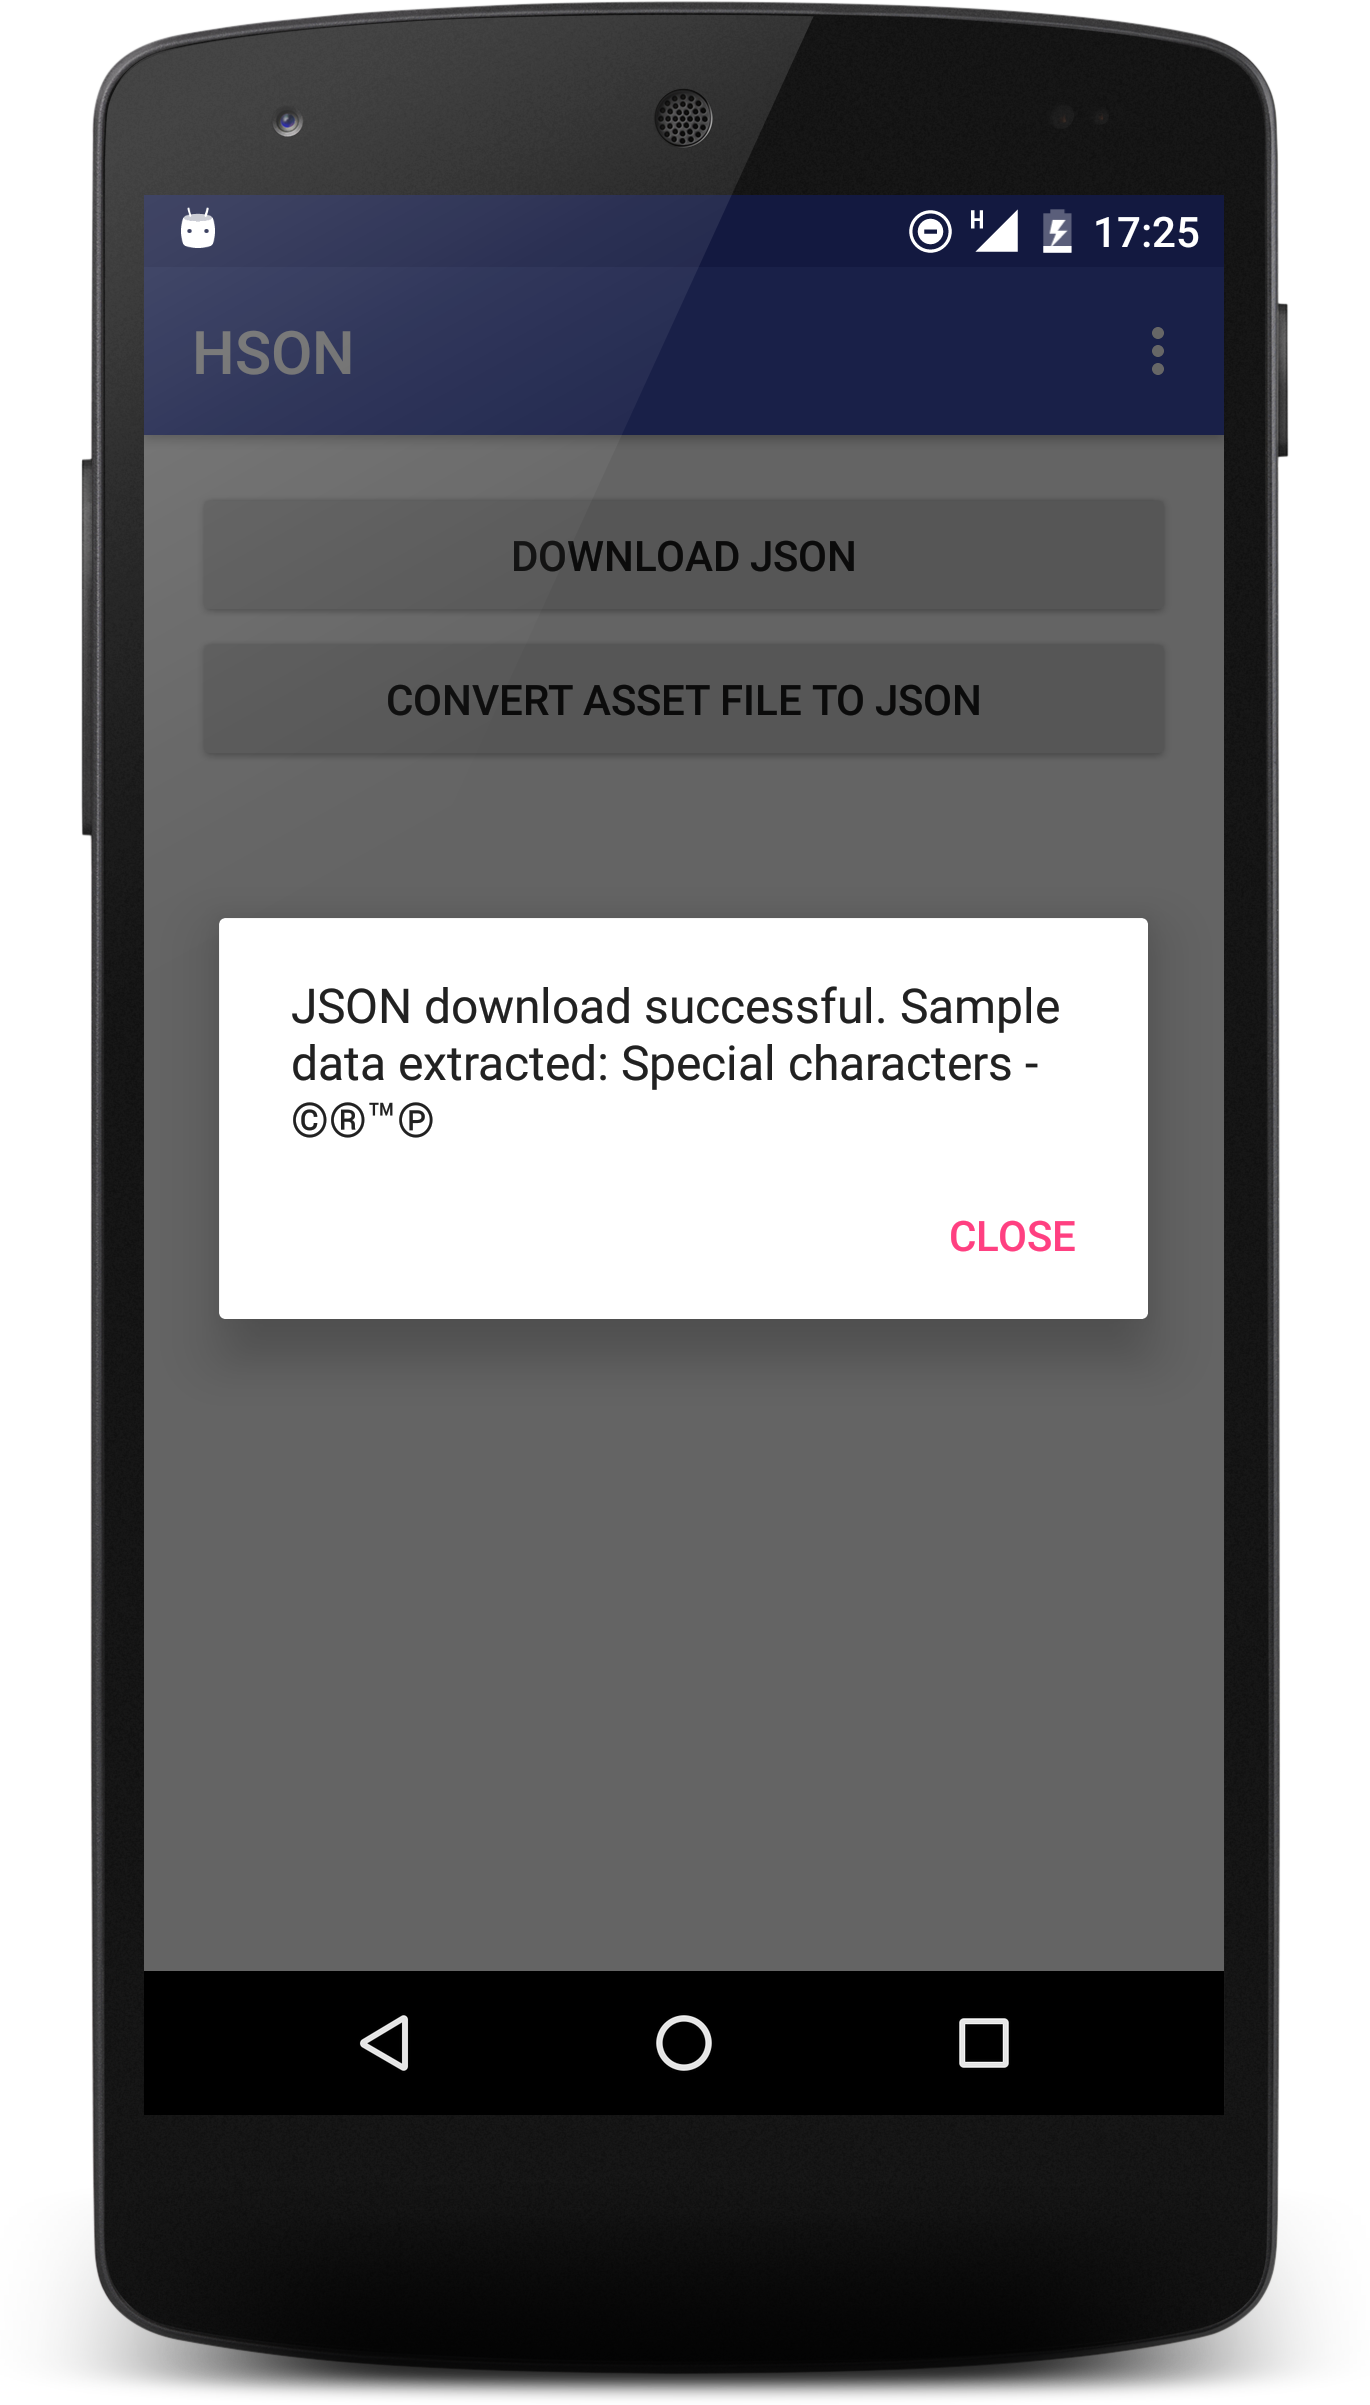 H
17:25
HSON
DOWNLOAD JSON
CONVERT ASSET FILE TO JSON
JSON download successful. Sample
data extracted: Special characters -
©®™℗
CLOSE